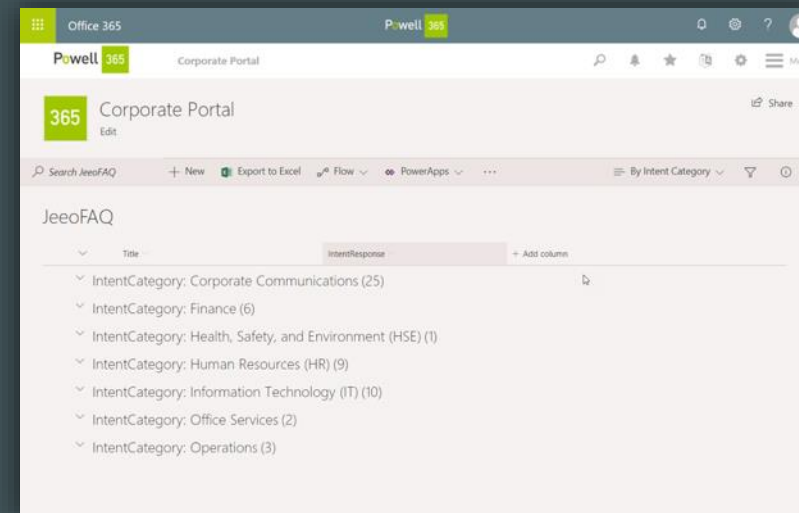 Office 365 Powell 365 ?
Powell 365 Corporate Portal
365 Corporate Portal Share
Edit
Search JeeoFAQ + New Export to Excel Flow PowerApps ... By Intent Category
JeeoFAQ
Title IntentResponse + Add column
IntentCategory: Corporate Communications (25)
IntentCategory: Finance (6)
IntentCategory: Health, Safety, and Environment (HSE) (1)
IntentCategory: Human Resources (HR) (9)
IntentCategory: Information Technology (IT) (10)
IntentCategory: Office Services (2)
IntentCategory: Operations (3)